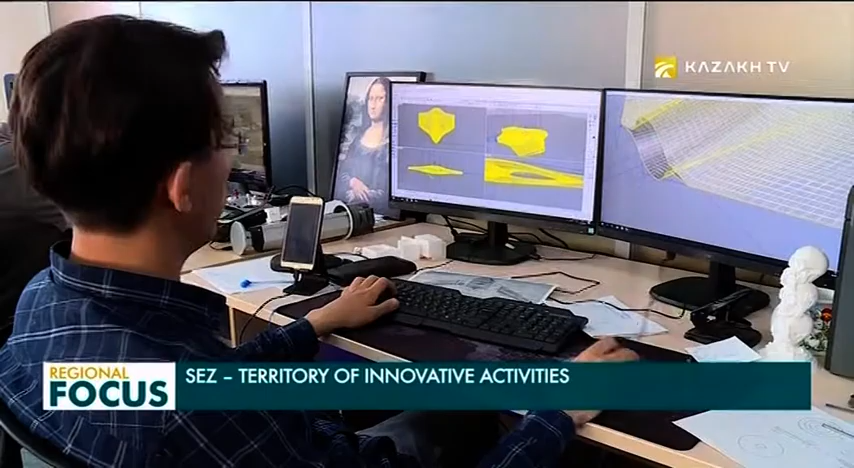 KAZAKH TV
REGIONAL
FOCUS
SEZ – TERRITORY OF INNOVATIVE ACTIVITIES